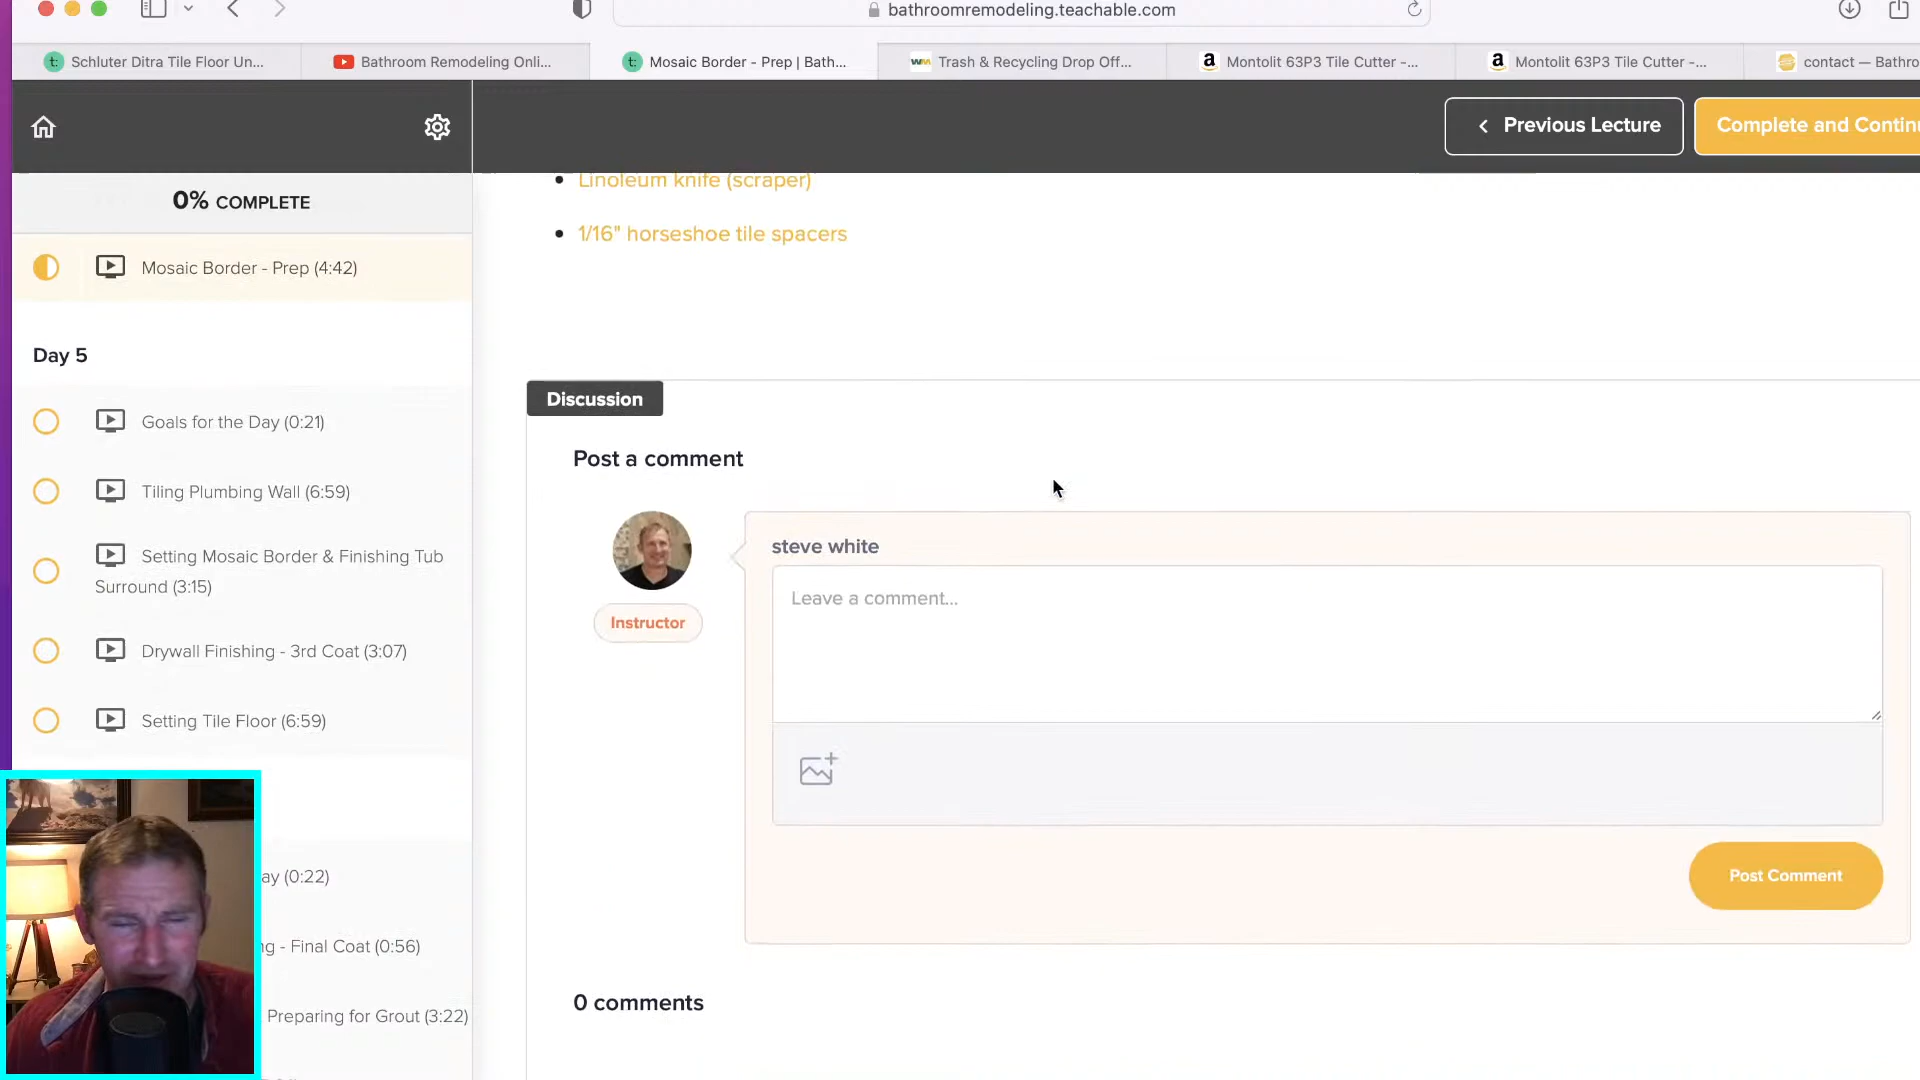 bathroomremodeling.teachable.com
Schluter Ditra Tile Floor Un...
Bathroom Remodeling Onli...
Mosaic Border - Prep | Bath...
Trash & Recycling Drop Off...
Montolit 63P3 Tile Cutter -...
Montolit 63P3 Tile Cutter -...
contact — Bathro
Previous Lecture
Complete and Contin
0% COMPLETE
Mosaic Border - Prep (4:42)
Day 5
Goals for the Day (0:21)
Tiling Plumbing Wall (6:59)
Setting Mosaic Border & Finishing Tub
Surround (3:15)
Drywall Finishing - 3rd Coat (3:07)
Setting Tile Floor (6:59)
ay (0:22)
ng - Final Coat (0:56)
Preparing for Grout (3:22)
Linoleum knife (scraper)
1/16" horseshoe tile spacers
Discussion
Post a comment
steve white
Instructor
Leave a comment...
Post Comment
0 comments